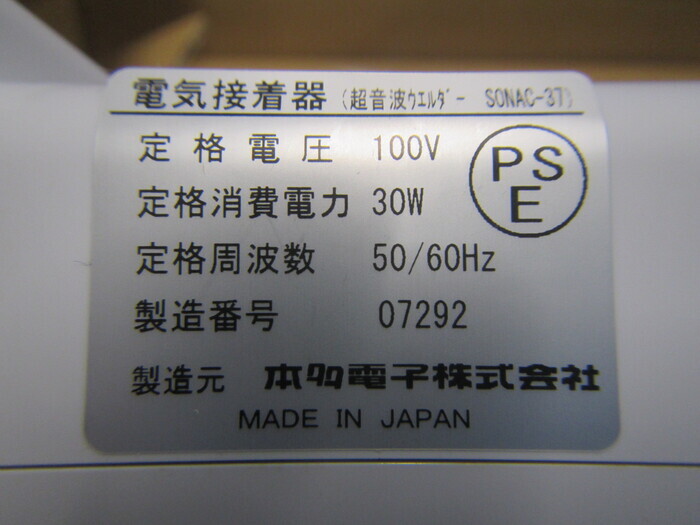 電気接着器 (超音波ｳｴﾙﾀﾞｰ SONAC-37)
定格電圧 100V
定格消費電力 30W
定格周波数 50/60Hz
製造番号 07292
製造元 本多電子株式会社
MADE IN JAPAN
PS
E